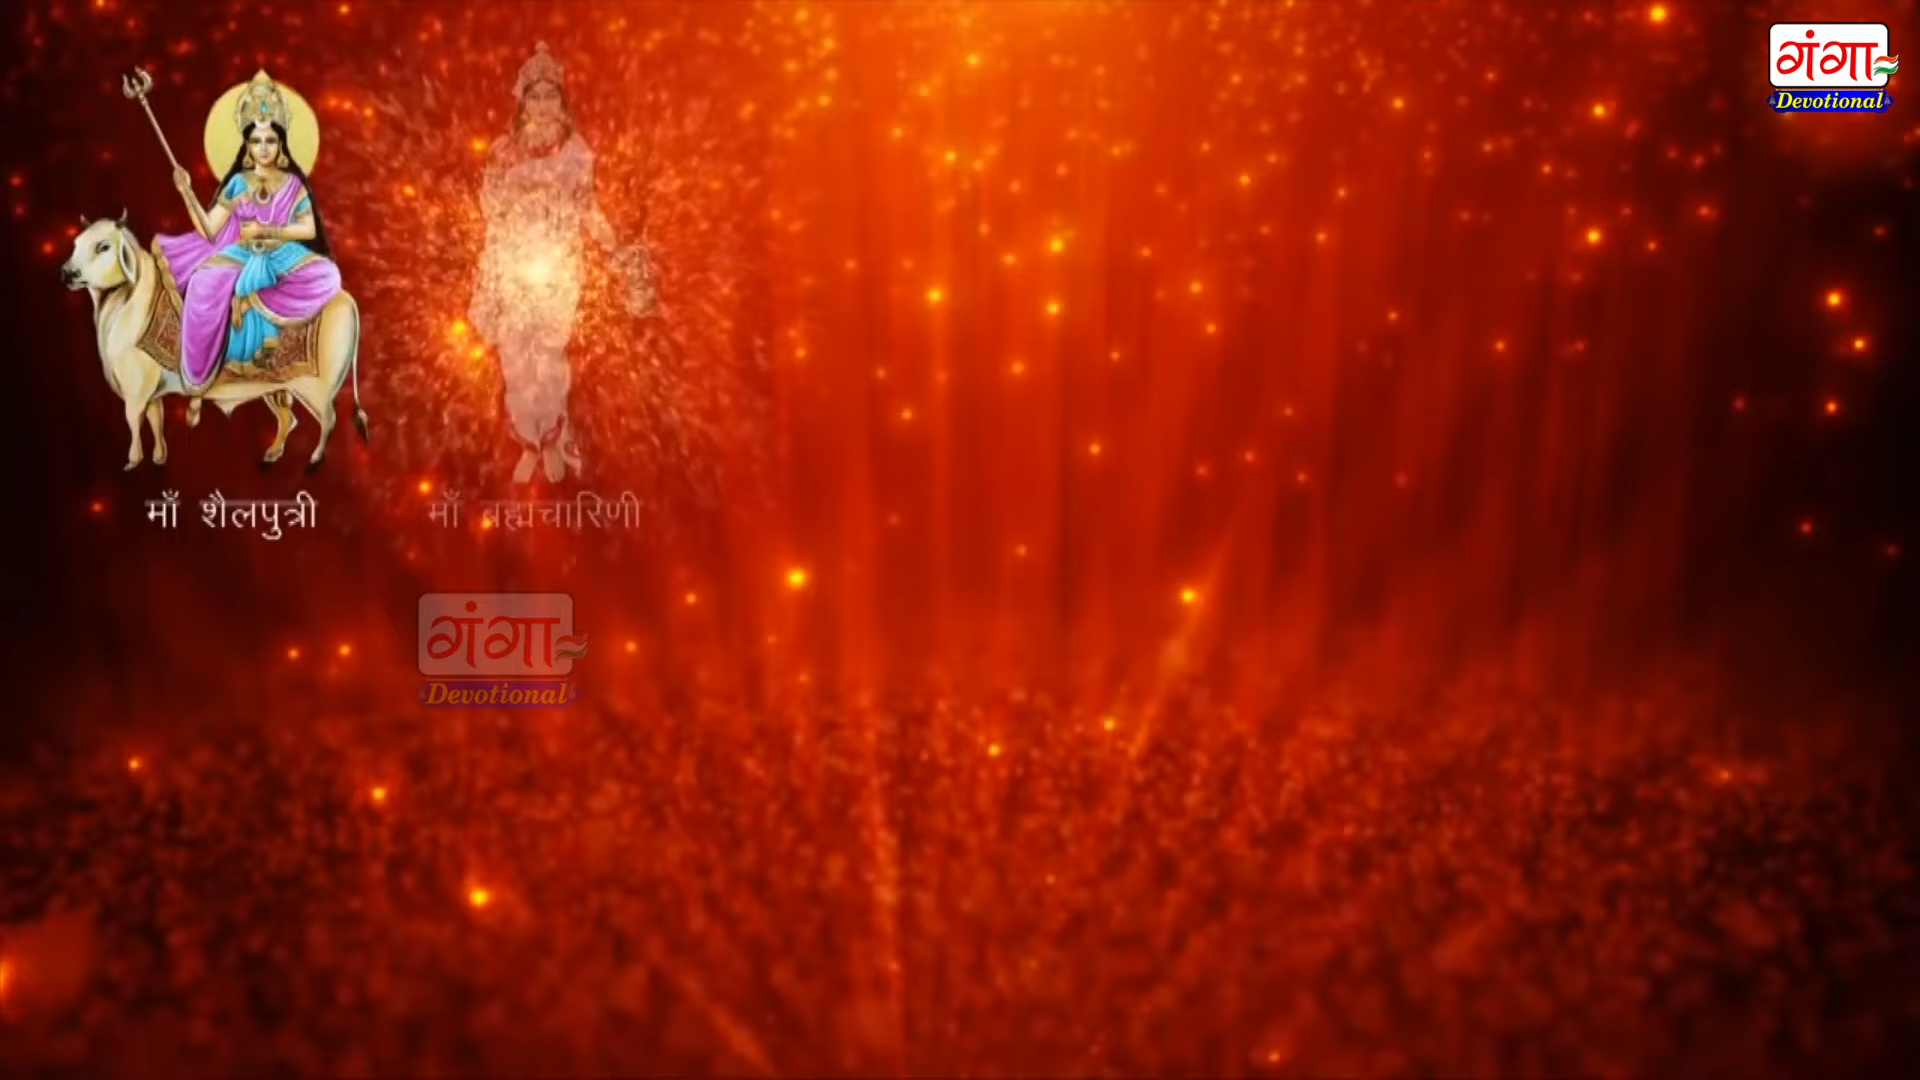 गंगा
Devotional
माँ शैलपुत्री
माँ ब्रह्मचारिणी
गंगा
Devotional